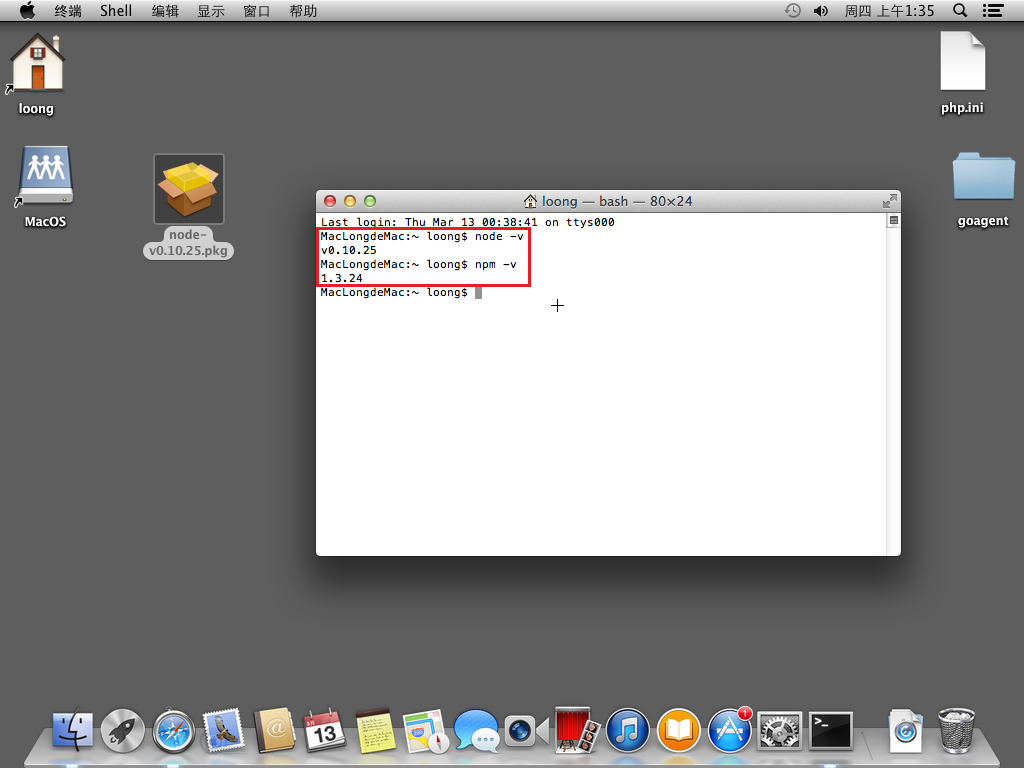 终端 Shell 编辑 显示 窗口 帮助 周四 上午1:35
loong
php.ini
MacOS
node-
v0.10.25.pkg
goagent
loong — bash — 80×24
Last login: Thu Mar 13 00:38:41 on ttys000
MacLongdeMac:~ loong$ node -v
v0.10.25
MacLongdeMac:~ loong$ npm -v
1.3.24
MacLongdeMac:~ loong$
3月
13
1
>_